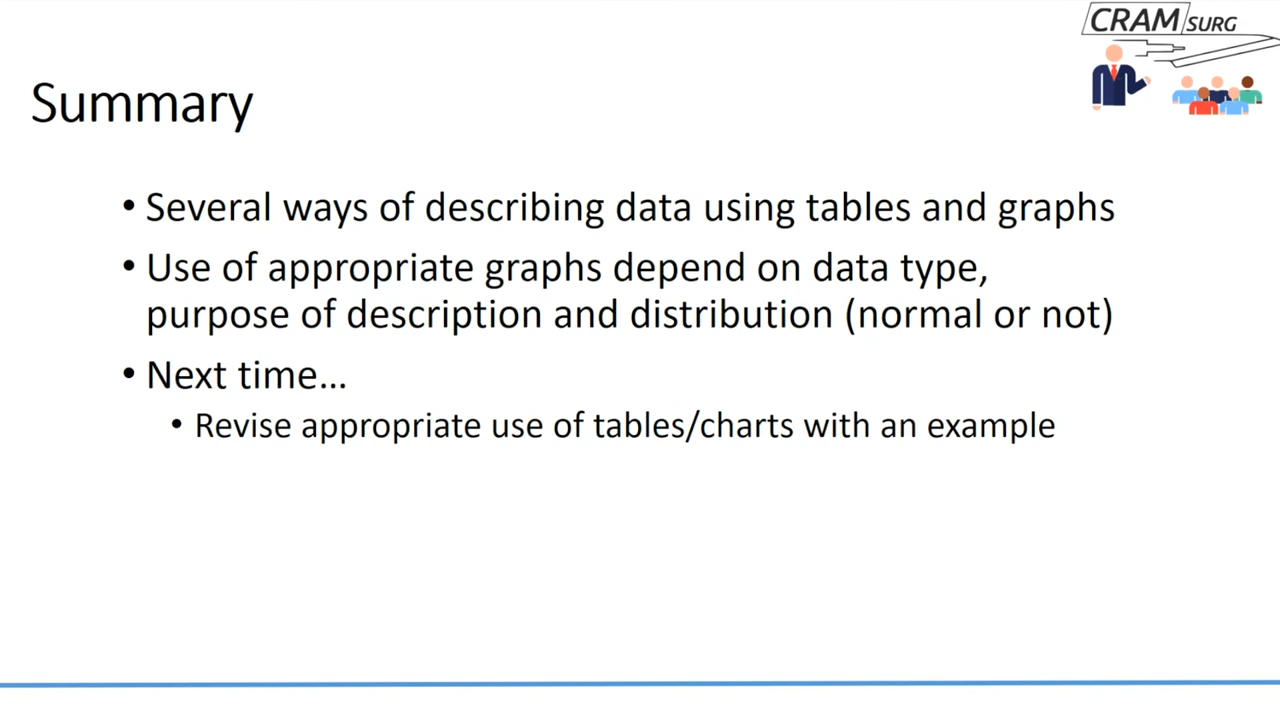 CRAM SURG
Summary
• Several ways of describing data using tables and graphs
• Use of appropriate graphs depend on data type,
purpose of description and distribution (normal or not)
• Next time…
• Revise appropriate use of tables/charts with an example